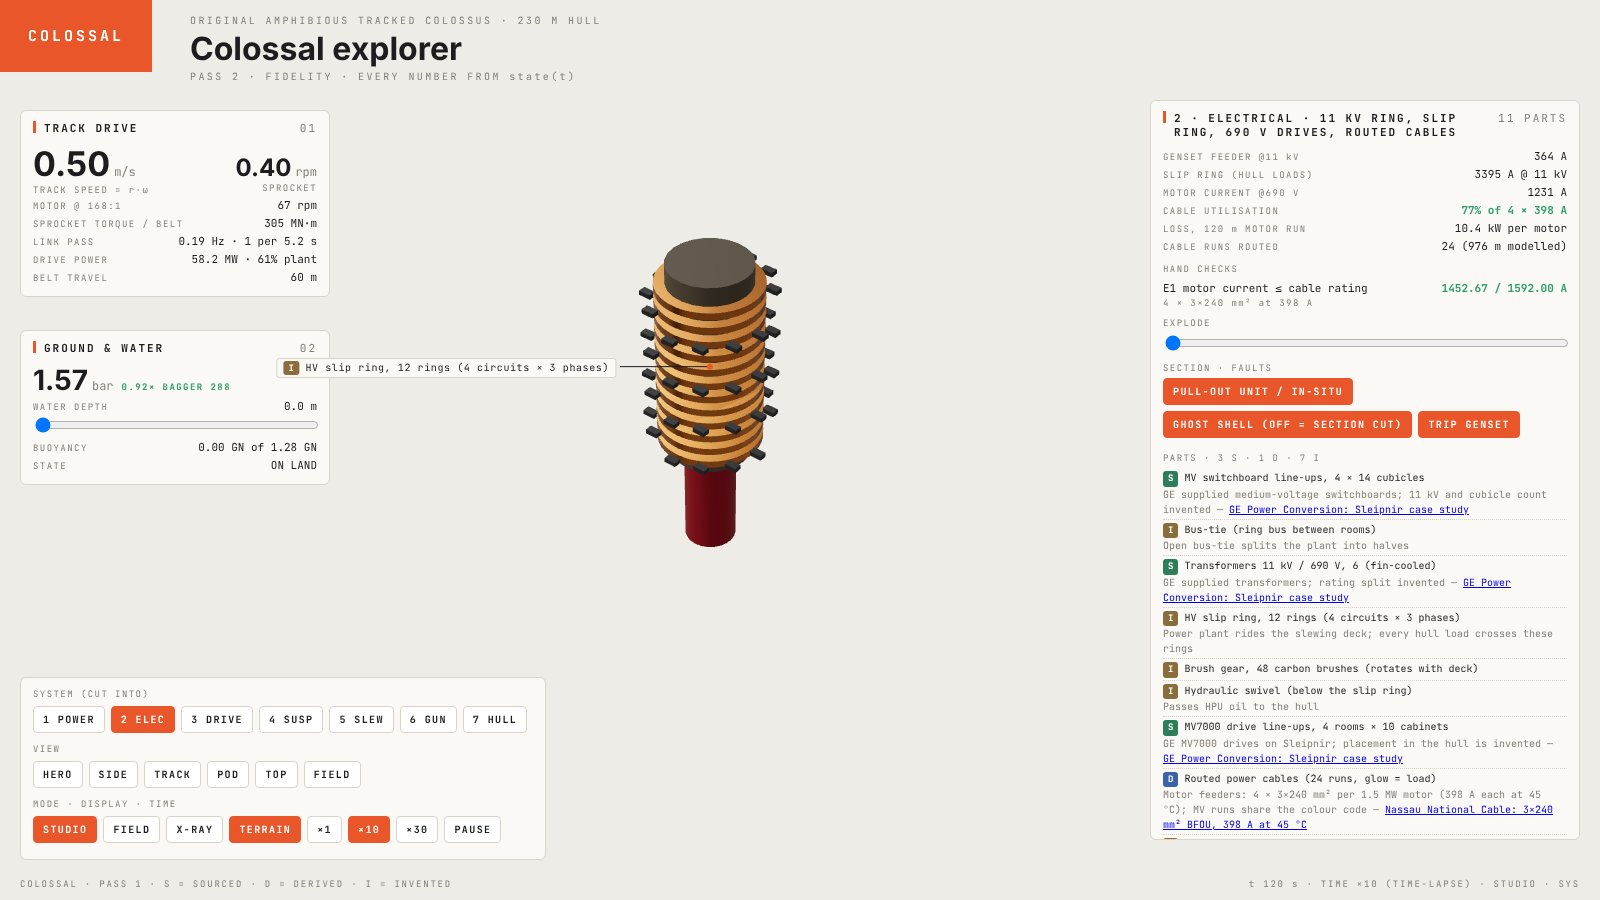 COLOSSAL
ORIGINAL AMPHIBIOUS TRACKED COLOSSUS · 230 M HULL
Colossal explorer
PASS 2 · FIDELITY · EVERY NUMBER FROM state(t)
TRACK DRIVE 01
0.50 m/s 0.40 rpm
TRACK SPEED = r·ω SPROCKET
MOTOR @ 168:1 67 rpm
SPROCKET TORQUE / BELT 305 MN·m
LINK PASS 0.19 Hz · 1 per 5.2 s
DRIVE POWER 58.2 MW · 61% plant
BELT TRAVEL 60 m
GROUND & WATER 02
1.57 bar 0.92× BAGGER 288
WATER DEPTH 0.0 m
BUOYANCY 0.00 GN of 1.28 GN
STATE ON LAND
I HV slip ring, 12 rings (4 circuits × 3 phases)
SYSTEM (CUT INTO)
1 POWER 2 ELEC 3 DRIVE 4 SUSP 5 SLEW 6 GUN 7 HULL
VIEW
HERO SIDE TRACK POD TOP FIELD
MODE · DISPLAY · TIME
STUDIO FIELD X-RAY TERRAIN ×1 ×10 ×30 PAUSE
2 · ELECTRICAL · 11 KV RING, SLIP 11 PARTS
RING, 690 V DRIVES, ROUTED CABLES
GENSET FEEDER @11 kV 364 A
SLIP RING (HULL LOADS) 3395 A @ 11 kV
MOTOR CURRENT @690 V 1231 A
CABLE UTILISATION 77% of 4 × 398 A
LOSS, 120 m MOTOR RUN 10.4 kW per motor
CABLE RUNS ROUTED 24 (976 m modelled)
HAND CHECKS
E1 motor current ≤ cable rating 1452.67 / 1592.00 A
4 × 3×240 mm² at 398 A
EXPLODE
SECTION · FAULTS
PULL-OUT UNIT / IN-SITU
GHOST SHELL (OFF = SECTION CUT) TRIP GENSET
PARTS · 3 S · 1 D · 7 I
S MV switchboard line-ups, 4 × 14 cubicles
GE supplied medium-voltage switchboards; 11 kV and cubicle count
invented — GE Power Conversion: Sleipnir case study
I Bus-tie (ring bus between rooms)
Open bus-tie splits the plant into halves
S Transformers 11 kV / 690 V, 6 (fin-cooled)
GE supplied transformers; rating split invented — GE Power
Conversion: Sleipnir case study
I HV slip ring, 12 rings (4 circuits × 3 phases)
Power plant rides the slewing deck; every hull load crosses these
rings
I Brush gear, 48 carbon brushes (rotates with deck)
I Hydraulic swivel (below the slip ring)
Passes HPU oil to the hull
S MV7000 drive line-ups, 4 rooms × 10 cabinets
GE MV7000 drives on Sleipnir; placement in the hull is invented —
GE Power Conversion: Sleipnir case study
D Routed power cables (24 runs, glow = load)
Motor feeders: 4 × 3×240 mm² per 1.5 MW motor (398 A each at 45
°C); MV runs share the colour code — Nassau National Cable: 3×240
mm² BFOU, 398 A at 45 °C
COLOSSAL · PASS 1 · S = SOURCED · D = DERIVED · I = INVENTED
t 120 s · TIME ×10 (TIME-LAPSE) · STUDIO · SYS